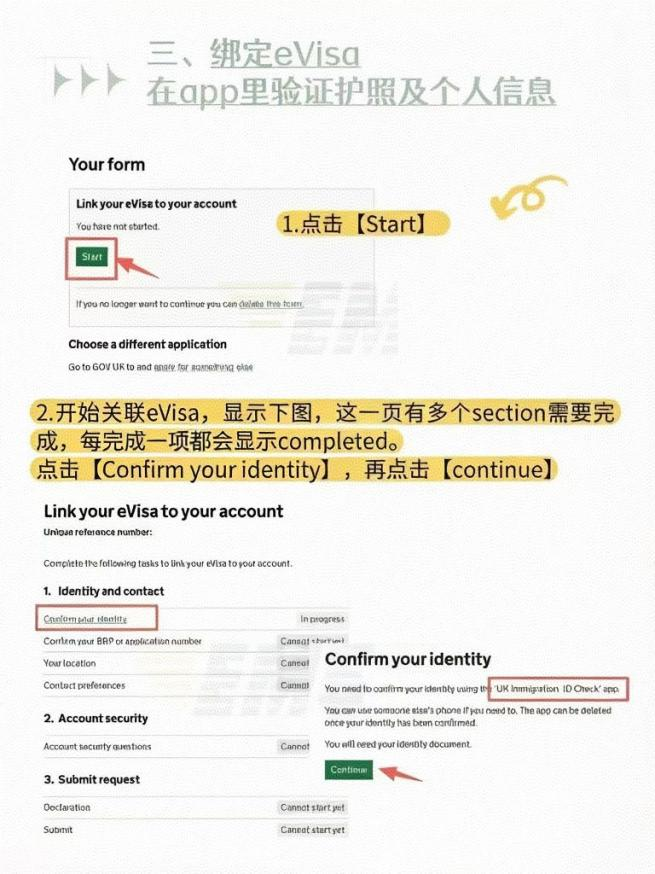 三、绑定eVisa
在app里验证护照及个人信息
Your form
Link your eVisa to your account
You have not started.
1.点击【Start】
Start
If you no longer want to continue you can delete this form.
Choose a different application
Go to GOV UK to and apply for something else
2.开始关联eVisa，显示下图，这一页有多个section需要完
成，每完成一项都会显示completed。
点击【Confirm your identity】，再点击【continue】
Link your eVisa to your account
Unique reference number:
Complete the following tasks to link your eVisa to your account.
1. Identity and contact
Confirm your identity
In progress
Confirm your BRP or application number
Cannot start yet
Your location
Cannot
Contact preferences
Cannot
2. Account security
Account security questions
Cannot
3. Submit request
Declaration
Cannot start yet
Submit
Cannot start yet
Confirm your identity
You need to confirm your identity using the 'UK Immigration ID Check' app.
You can use someone else's phone if you need to. The app can be deleted
once your identity has been confirmed.
You will need your identity document.
Continue